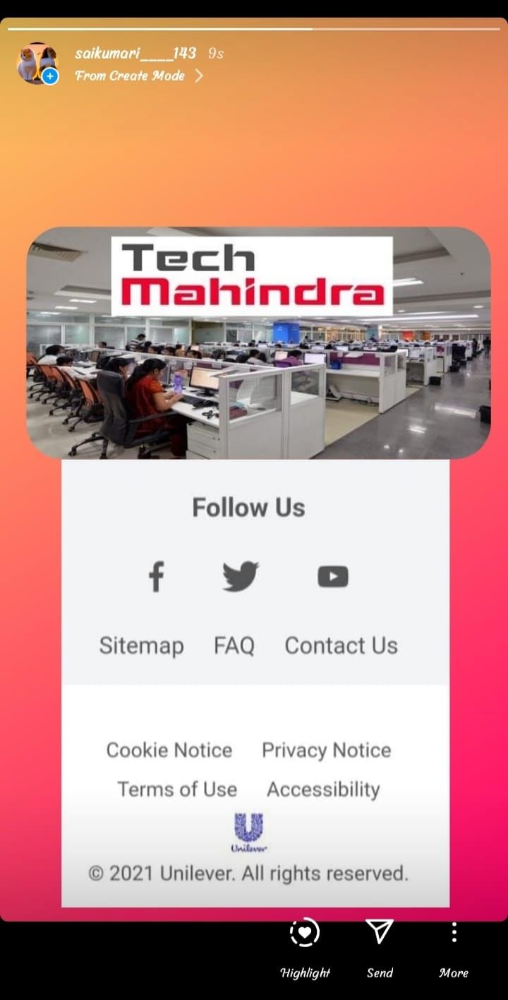 saikumari____143 9s
From Create Mode
Tech
Mahindra
Follow Us
Sitemap FAQ Contact Us
Cookie Notice Privacy Notice
Terms of Use Accessibility
U
Unilever
© 2021 Unilever. All rights reserved.
Highlight Send More